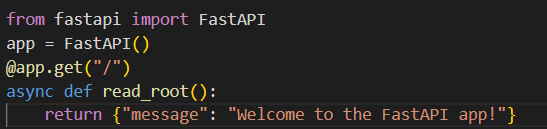 from fastapi import FastAPI
app = FastAPI()
@app.get("/")
async def read_root():
    return {"message": "Welcome to the FastAPI app!"}